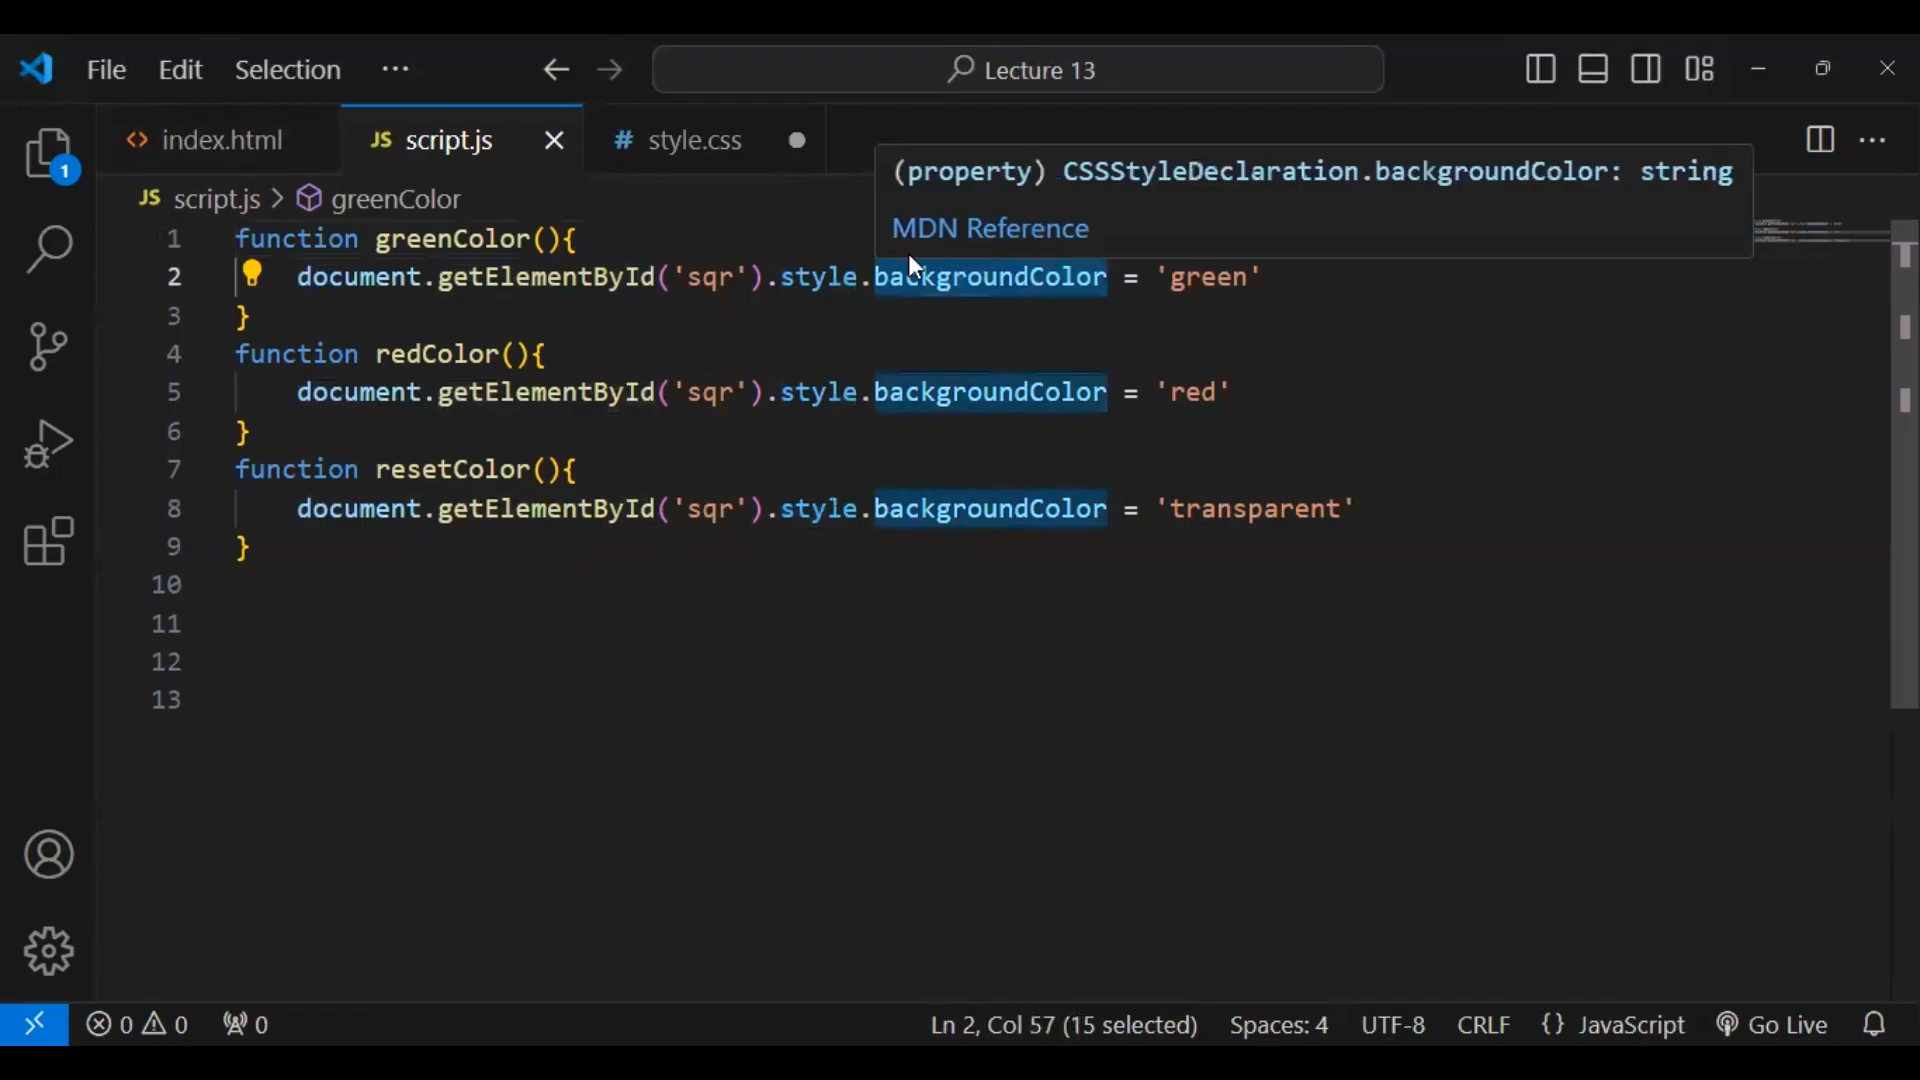 File Edit Selection ··· Lecture 13
index.html JS script.js # style.css
JS script.js > greenColor
(property) CSSStyleDeclaration.backgroundColor: string
MDN Reference
1 function greenColor(){
2 document.getElementById('sqr').style.backgroundColor = 'green'
3 }
4 function redColor(){
5 document.getElementById('sqr').style.backgroundColor = 'red'
6 }
7 function resetColor(){
8 document.getElementById('sqr').style.backgroundColor = 'transparent'
9 }
10
11
12
13
1
0 0 0 Ln 2, Col 57 (15 selected) Spaces: 4 UTF-8 CRLF {} JavaScript Go Live